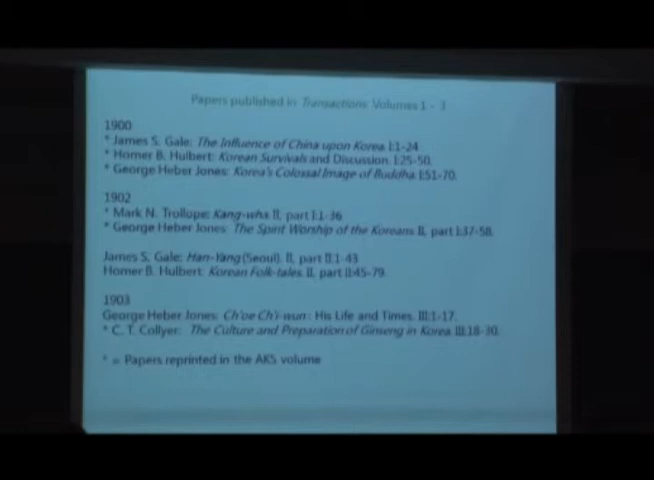 Papers published in Transactions Volumes 1 - 3
1900
* James S. Gale: The Influence of China upon Korea. I:1-24
* Homer B. Hulbert: Korean Survivals and Discussion. I:25-50.
* George Heber Jones: Korea's Colossal Image of Buddha. I:51-70.
1902
* Mark N. Trollope: Kang-wha. II, part I:1-36
* George Heber Jones: The Spirit Worship of the Koreans. II, part I:37-58.
James S. Gale: Han-Yang (Seoul). II, part II:1-43
Homer B. Hulbert: Korean Folk-tales. II, part II:45-79.
1903
George Heber Jones: Ch'oe Ch'i-wun: His Life and Times. III:1-17.
* C. T. Collyer: The Culture and Preparation of Ginseng in Korea. III:18-30.
* = Papers reprinted in the AKS volume